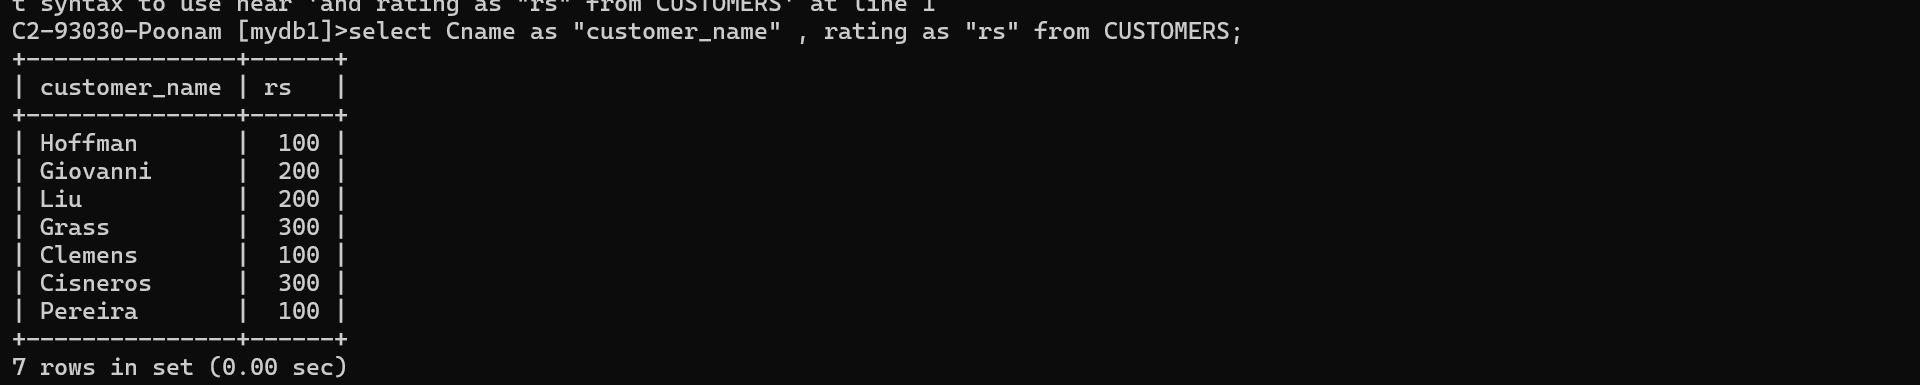 t syntax to use near 'and rating as "rs" from CUSTOMERS' at line 1
C2-93030-Poonam [mydb1]>select Cname as "customer_name" , rating as "rs" from CUSTOMERS;
+---------------+------+
| customer_name | rs   |
+---------------+------+
| Hoffman       |  100 |
| Giovanni      |  200 |
| Liu           |  200 |
| Grass         |  300 |
| Clemens       |  100 |
| Cisneros      |  300 |
| Pereira       |  100 |
+---------------+------+
7 rows in set (0.00 sec)